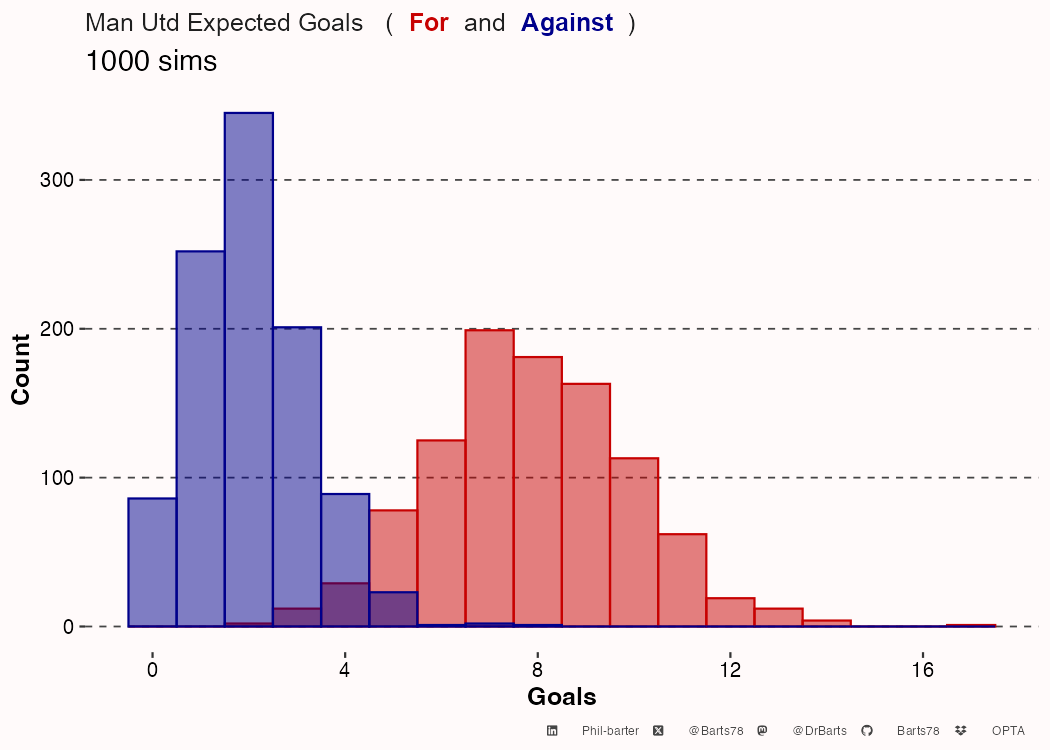 Man Utd Expected Goals ( For and Against )
1000 sims
300
200
100
0
Count
0 4 8 12 16
Goals
Phil-barter @Barts78 @DrBarts Barts78 OPTA